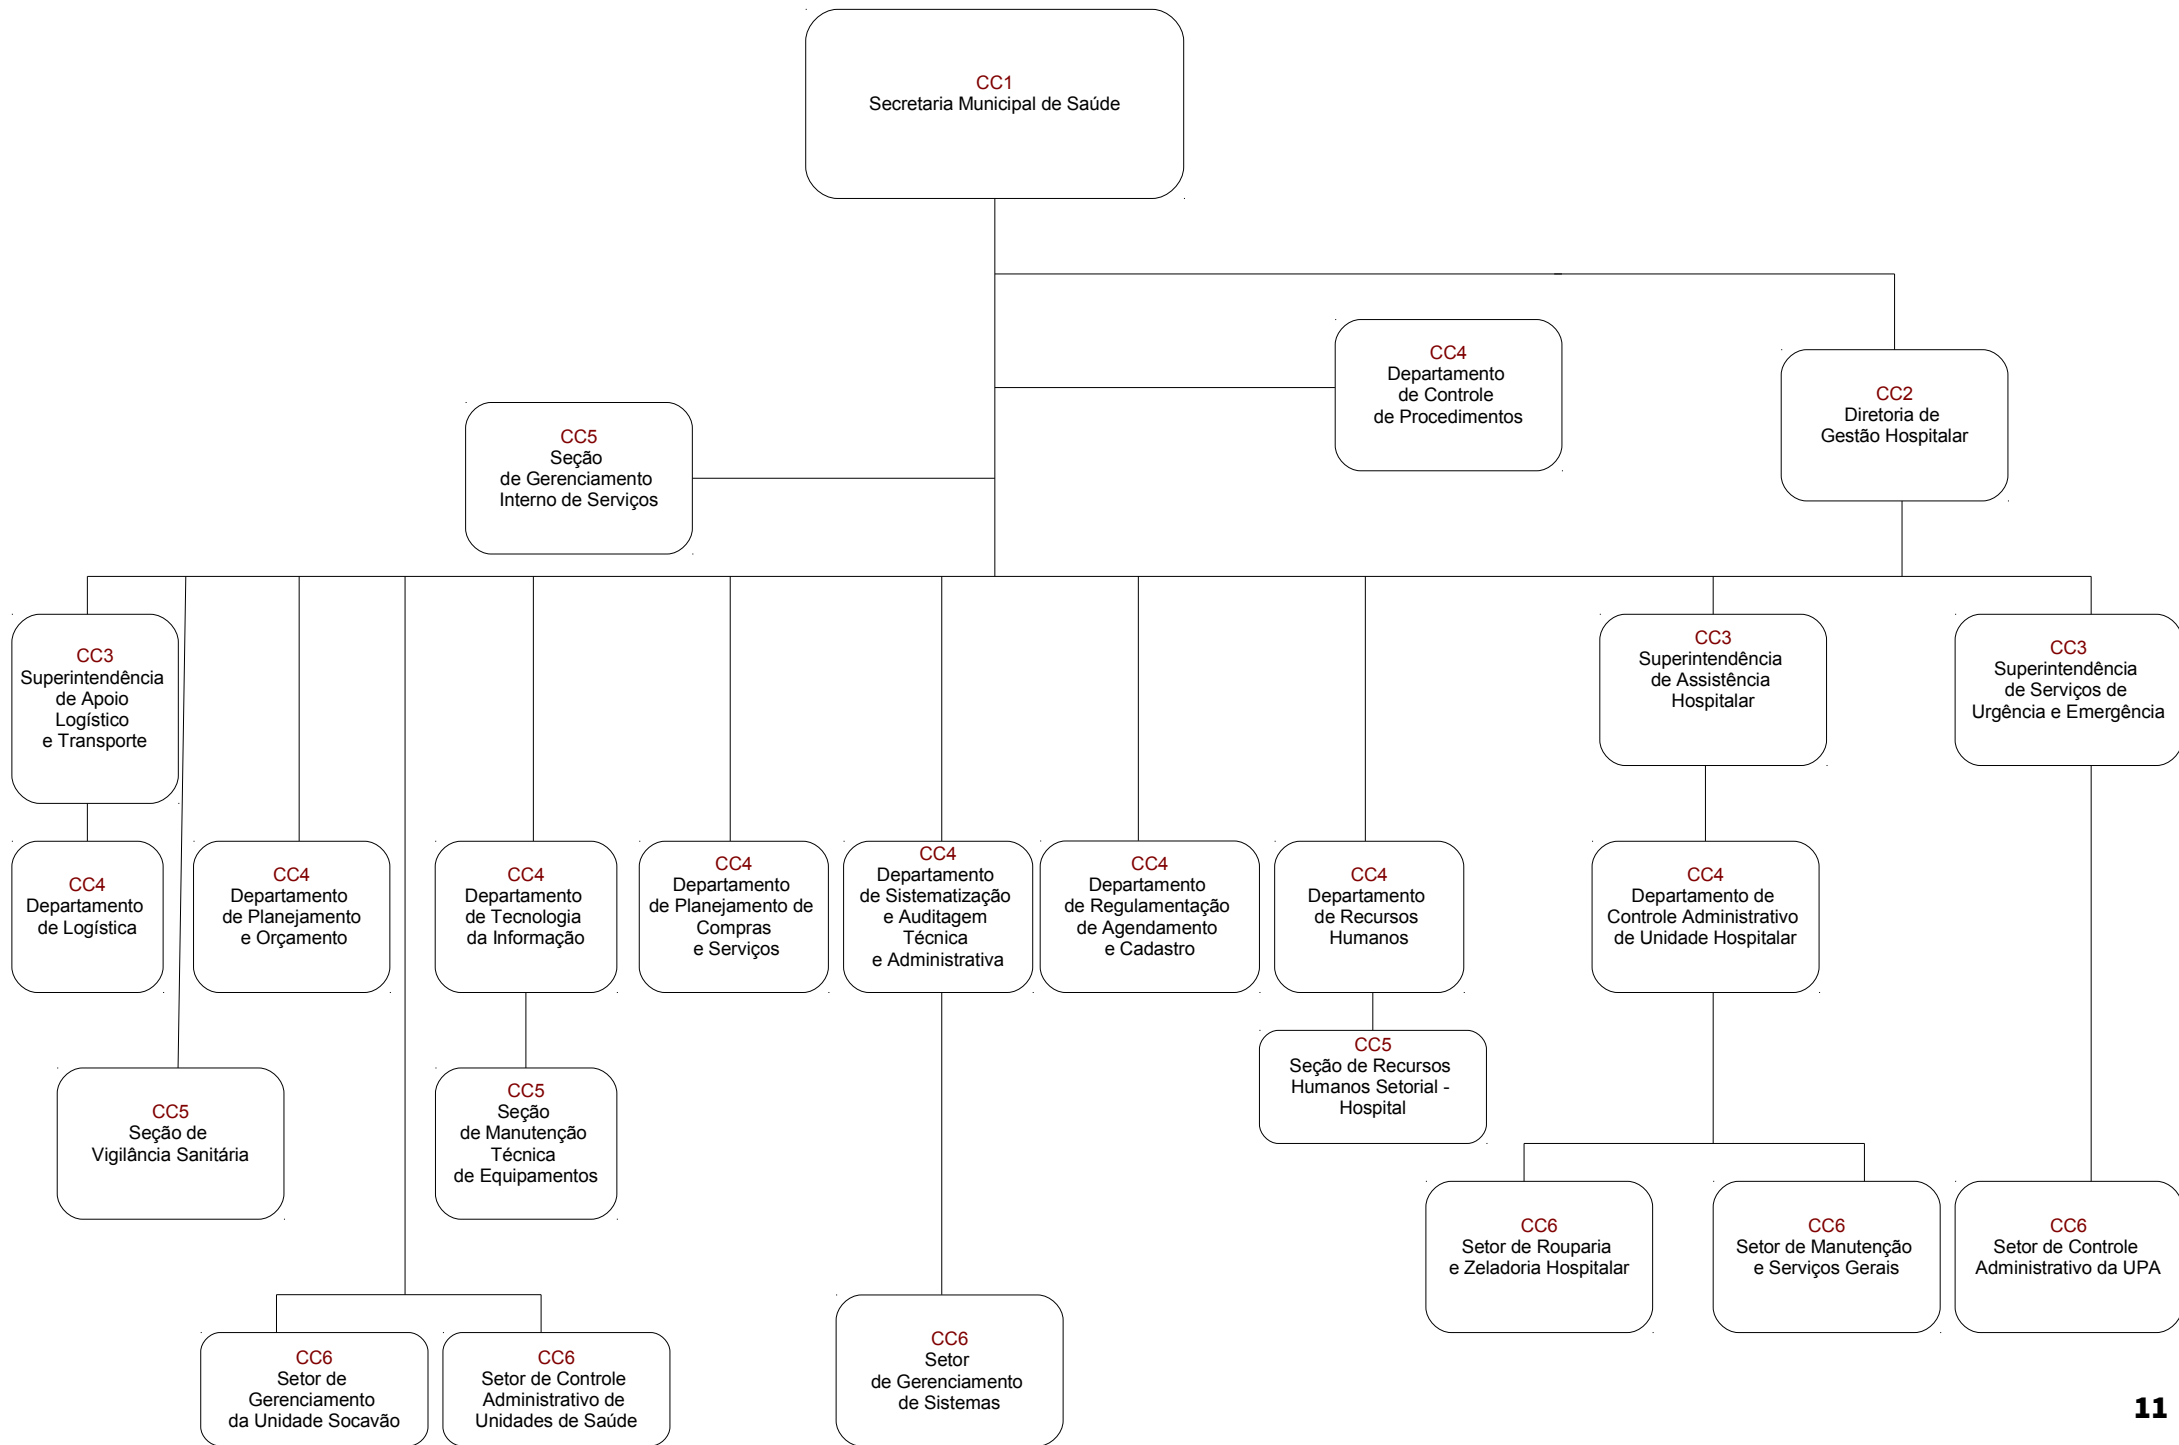 CC1
Secretaria Municipal de Saúde
CC4
Departamento
de Controle
de Procedimentos
CC2
Diretoria de
Gestão Hospitalar
CC5
Seção
de Gerenciamento
Interno de Serviços
CC3
Superintendência
de Apoio
Logístico
e Transporte
CC3
Superintendência
de Assistência
Hospitalar
CC3
Superintendência
de Serviços de
Urgência e Emergência
CC4
Departamento
de Logística
CC4
Departamento
de Planejamento
e Orçamento
CC4
Departamento
de Tecnologia
da Informação
CC4
Departamento
de Planejamento de
Compras
e Serviços
CC4
Departamento
de Sistematização
e Auditagem
Técnica
e Administrativa
CC4
Departamento
de Regulamentação
de Agendamento
e Cadastro
CC4
Departamento
de Recursos
Humanos
CC4
Departamento de
Controle Administrativo
de Unidade Hospitalar
CC5
Seção de
Vigilância Sanitária
CC5
Seção
de Manutenção
Técnica
de Equipamentos
CC5
Seção de Recursos
Humanos Setorial -
Hospital
CC6
Setor de Rouparia
e Zeladoria Hospitalar
CC6
Setor de Manutenção
e Serviços Gerais
CC6
Setor de Controle
Administrativo da UPA
CC6
Setor de
Gerenciamento
da Unidade Socavão
CC6
Setor de Controle
Administrativo de
Unidades de Saúde
CC6
Setor
de Gerenciamento
de Sistemas
11